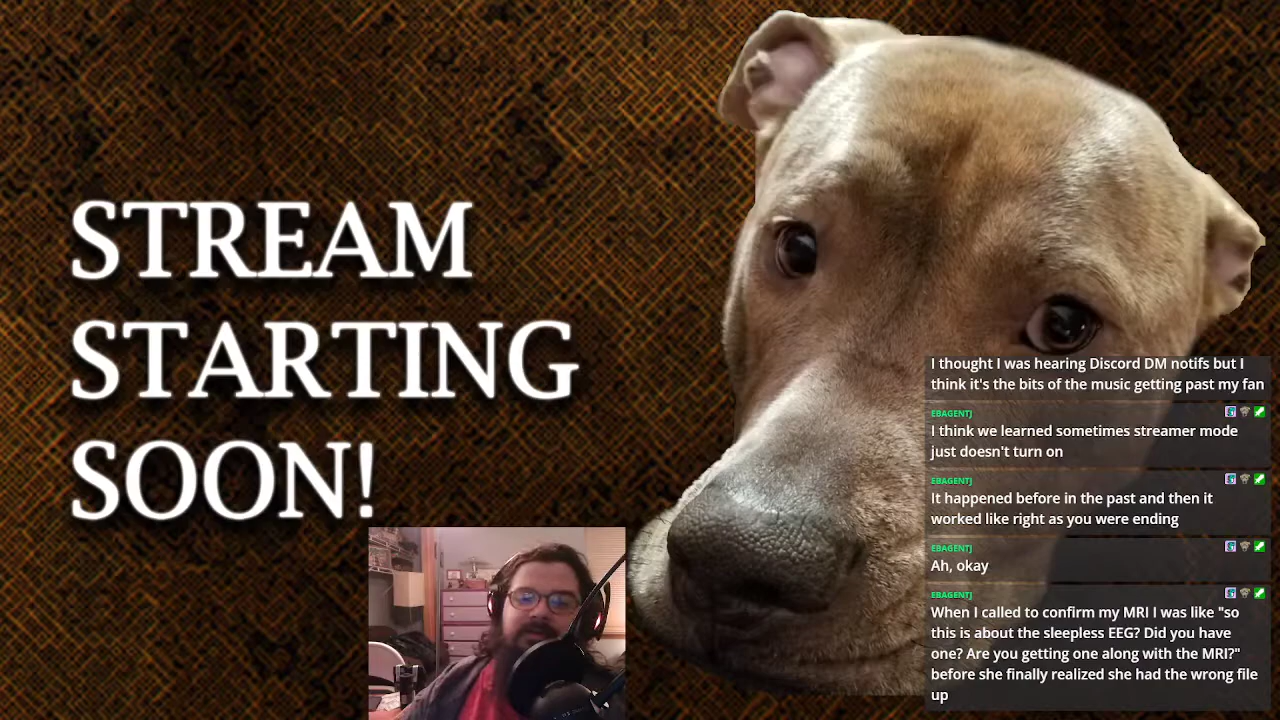 STREAM
STARTING
SOON!
I thought I was hearing Discord DM notifs but I
think it's the bits of the music getting past my fan
EBAGENTJ
I think we learned sometimes streamer mode
just doesn't turn on
EBAGENTJ
It happened before in the past and then it
worked like right as you were ending
EBAGENTJ
Ah, okay
EBAGENTJ
When I called to confirm my MRI I was like "so
this is about the sleepless EEG? Did you have
one? Are you getting one along with the MRI?"
before she finally realized she had the wrong file
up